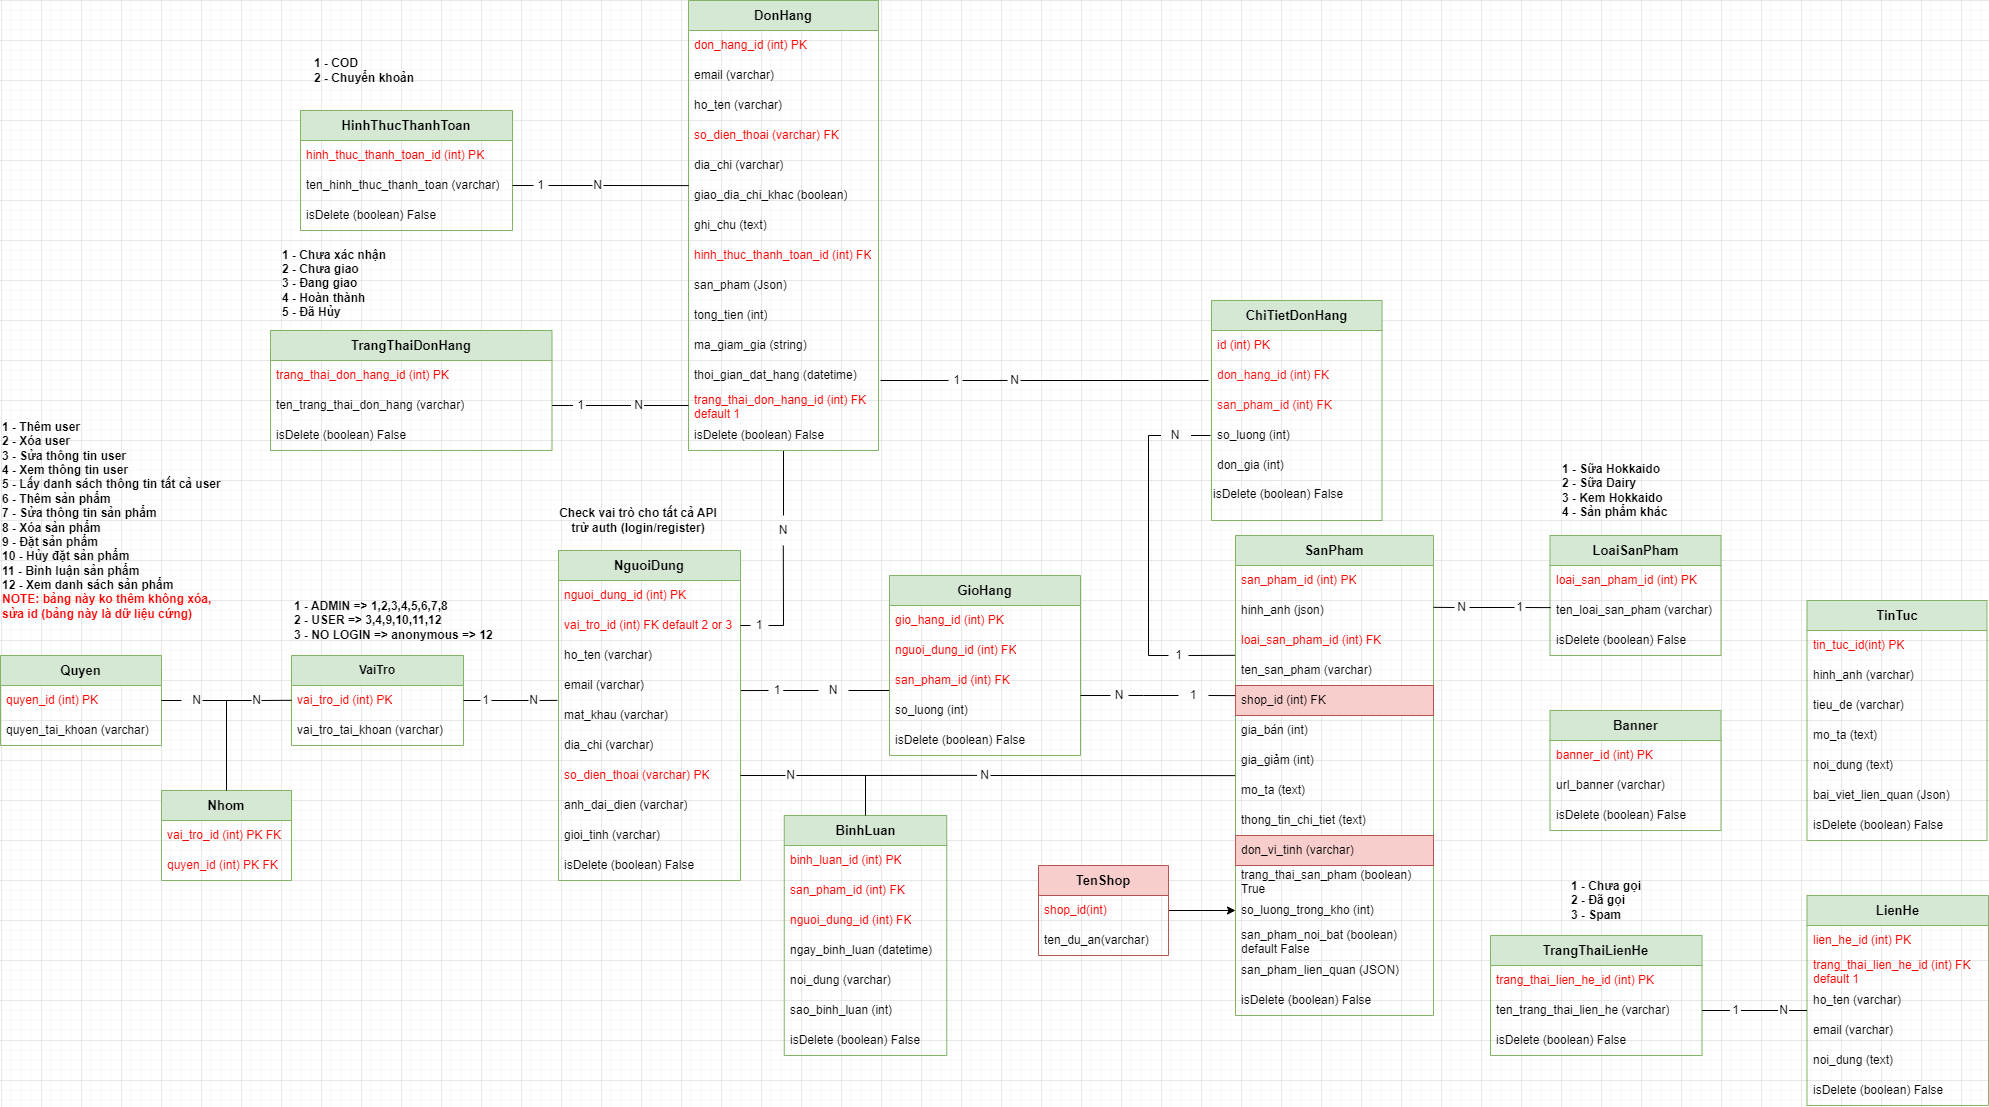 DonHang
don_hang_id (int) PK
email (varchar)
ho_ten (varchar)
so_dien_thoai (varchar) FK
dia_chi (varchar)
giao_dia_chi_khac (boolean)
ghi_chu (text)
hinh_thuc_thanh_toan_id (int) FK
san_pham (Json)
tong_tien (int)
ma_giam_gia (string)
thoi_gian_dat_hang (datetime)
trang_thai_don_hang_id (int) FK
default 1
isDelete (boolean) False
1 - COD
2 - Chuyển khoản
HinhThucThanhToan
hinh_thuc_thanh_toan_id (int) PK
ten_hinh_thuc_thanh_toan (varchar)
isDelete (boolean) False
1
N
1 - Chưa xác nhận
2 - Chưa giao
3 - Đang giao
4 - Hoàn thành
5 - Đã Hủy
TrangThaiDonHang
trang_thai_don_hang_id (int) PK
ten_trang_thai_don_hang (varchar)
isDelete (boolean) False
1
N
1
N
ChiTietDonHang
id (int) PK
don_hang_id (int) FK
san_pham_id (int) FK
so_luong (int)
don_gia (int)
isDelete (boolean) False
N
1
1 - Thêm user
2 - Xóa user
3 - Sửa thông tin user
4 - Xem thông tin user
5 - Lấy danh sách thông tin tất cả user
6 - Thêm sản phẩm
7 - Sửa thông tin sản phẩm
8 - Xóa sản phẩm
9 - Đặt sản phẩm
10 - Hủy đặt sản phẩm
11 - Bình luận sản phẩm
12 - Xem danh sách sản phẩm
NOTE: bảng này ko thêm không xóa,
sửa id (bảng này là dữ liệu cứng)
1 - ADMIN => 1,2,3,4,5,6,7,8
2 - USER => 3,4,9,10,11,12
3 - NO LOGIN => anonymous => 12
Quyen
quyen_id (int) PK
quyen_tai_khoan (varchar)
N
N
VaiTro
vai_tro_id (int) PK
vai_tro_tai_khoan (varchar)
1
N
Nhom
vai_tro_id (int) PK FK
quyen_id (int) PK FK
Check vai trò cho tất cả API
trừ auth (login/register)
NguoiDung
nguoi_dung_id (int) PK
vai_tro_id (int) FK default 2 or 3
ho_ten (varchar)
email (varchar)
mat_khau (varchar)
dia_chi (varchar)
so_dien_thoai (varchar) PK
anh_dai_dien (varchar)
gioi_tinh (varchar)
isDelete (boolean) False
N
1
1
N
GioHang
gio_hang_id (int) PK
nguoi_dung_id (int) FK
san_pham_id (int) FK
so_luong (int)
isDelete (boolean) False
N
1
N
N
BinhLuan
binh_luan_id (int) PK
san_pham_id (int) FK
nguoi_dung_id (int) FK
ngay_binh_luan (datetime)
noi_dung (varchar)
sao_binh_luan (int)
isDelete (boolean) False
TenShop
shop_id(int)
ten_du_an(varchar)
SanPham
san_pham_id (int) PK
hinh_anh (json)
loai_san_pham_id (int) FK
ten_san_pham (varchar)
shop_id (int) FK
gia_bán (int)
gia_giảm (int)
mo_ta (text)
thong_tin_chi_tiet (text)
don_vi_tinh (varchar)
trang_thai_san_pham (boolean)
True
so_luong_trong_kho (int)
san_pham_noi_bat (boolean)
default False
san_pham_lien_quan (JSON)
isDelete (boolean) False
N
1
1 - Sữa Hokkaido
2 - Sữa Dairy
3 - Kem Hokkaido
4 - Sản phẩm khác
LoaiSanPham
loai_san_pham_id (int) PK
ten_loai_san_pham (varchar)
isDelete (boolean) False
Banner
banner_id (int) PK
url_banner (varchar)
isDelete (boolean) False
TinTuc
tin_tuc_id(int) PK
hinh_anh (varchar)
tieu_de (varchar)
mo_ta (text)
noi_dung (text)
bai_viet_lien_quan (Json)
isDelete (boolean) False
1 - Chưa gọi
2 - Đã gọi
3 - Spam
TrangThaiLienHe
trang_thai_lien_he_id (int) PK
ten_trang_thai_lien_he (varchar)
isDelete (boolean) False
1
N
LienHe
lien_he_id (int) PK
trang_thai_lien_he_id (int) FK
default 1
ho_ten (varchar)
email (varchar)
noi_dung (text)
isDelete (boolean) False